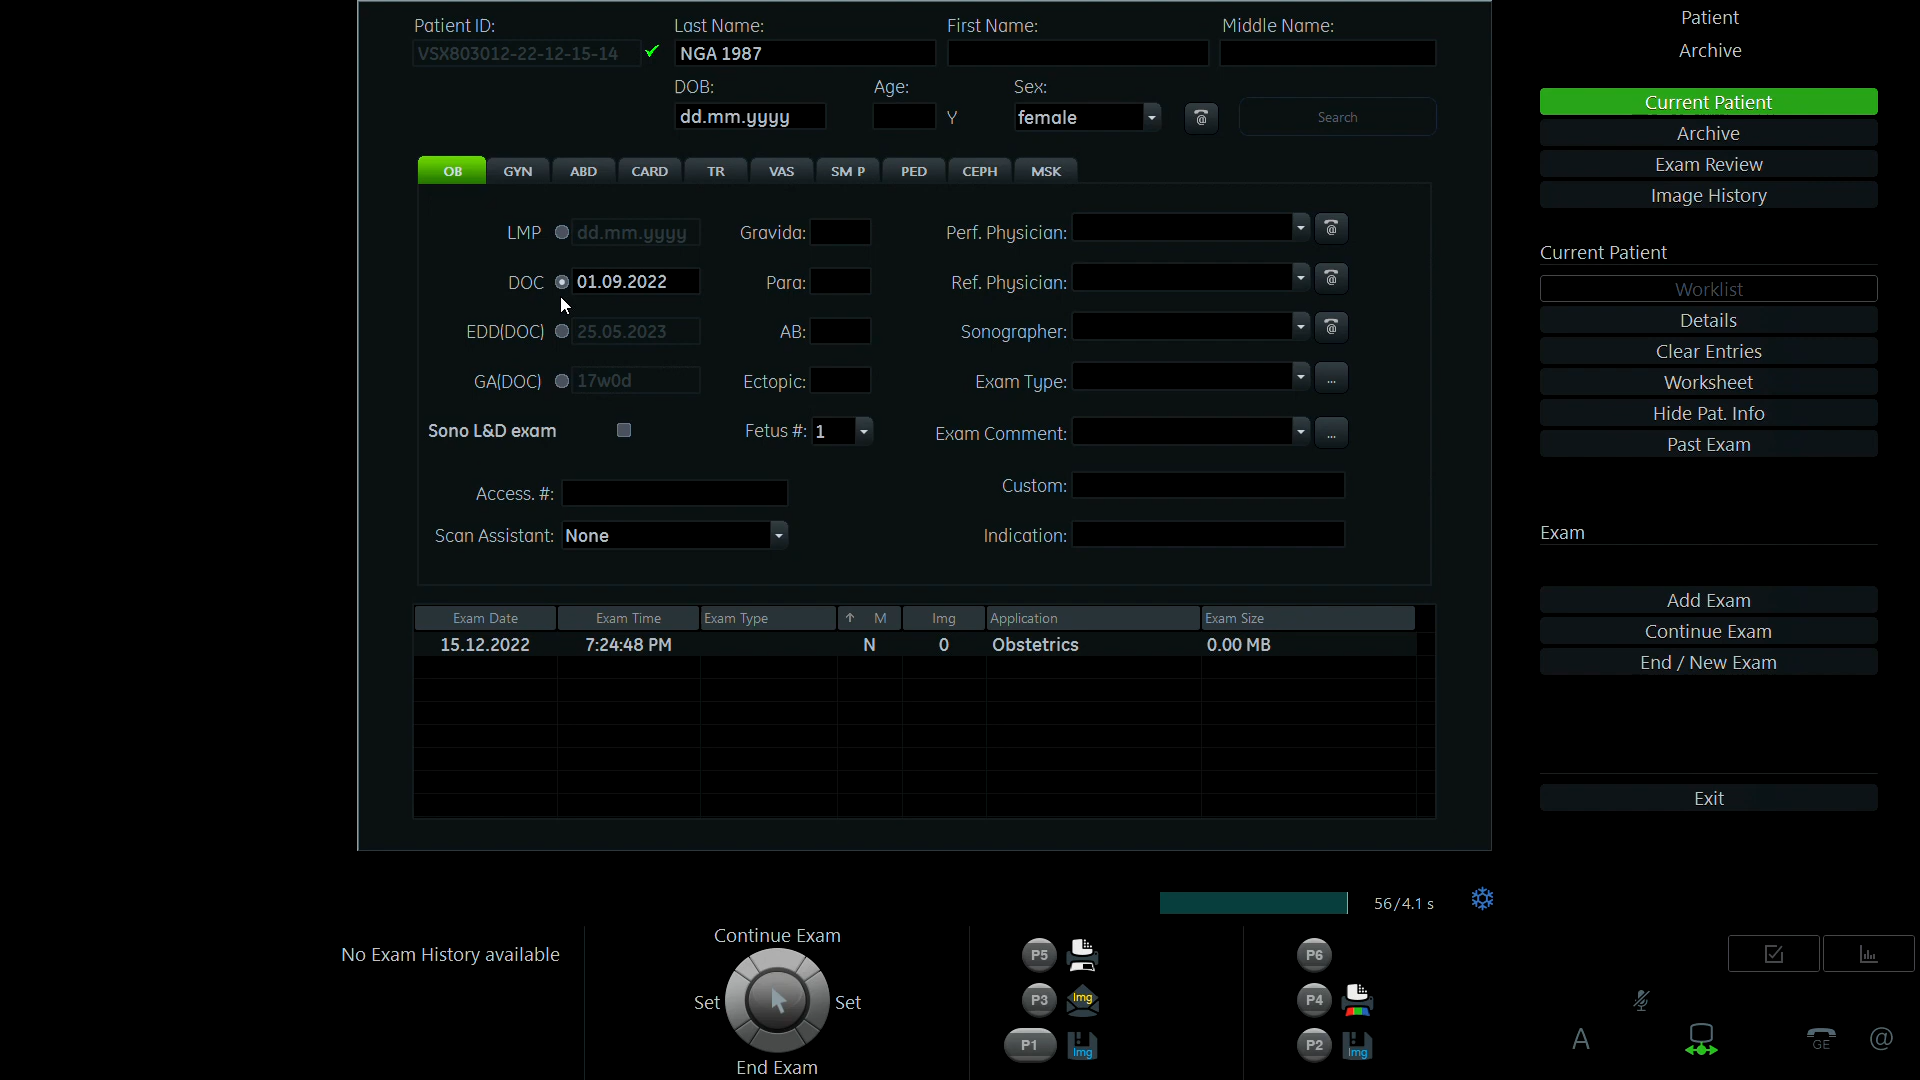 Patient ID: Last Name: First Name: Middle Name:
VSX803012-22-12-15-14 NGA 1987
DOB: Age: Sex:
dd.mm.yyyy Y female @ Search
OB GYN ABD CARD TR VAS SM P PED CEPH MSK
LMP dd.mm.yyyy Gravida: Perf. Physician: @
DOC 01.09.2022 Para: Ref. Physician: @
EDD(DOC) 25.05.2023 AB: Sonographer: @
GA(DOC) 17w0d Ectopic: Exam Type: ...
Sono L&D exam Fetus #: 1 Exam Comment: ...
Access. #: Custom:
Scan Assistant: None Indication:
Exam Date Exam Time Exam Type ↑ M Img Application Exam Size
15.12.2022 7:24:48 PM N 0 Obstetrics 0.00 MB
56/4.1 s
Patient
Archive
Current Patient
Archive
Exam Review
Image History
Current Patient
Worklist
Details
Clear Entries
Worksheet
Hide Pat. Info
Past Exam
Exam
Add Exam
Continue Exam
End / New Exam
Exit
No Exam History available
Continue Exam
Set Set
End Exam
P5 P6
P3 Img P4
P1 Img P2 Img
A GE @